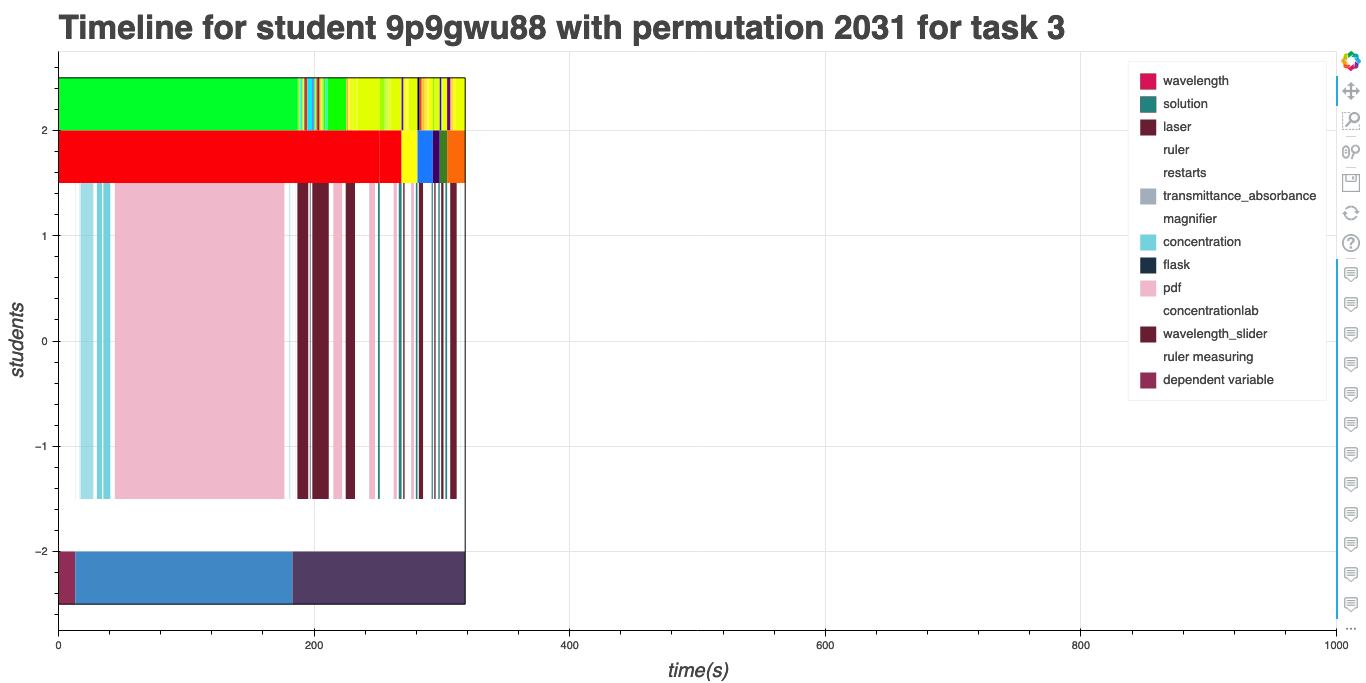 Timeline for student 9p9gwu88 with permutation 2031 for task 3
wavelength
solution
laser
ruler
restarts
transmittance_absorbance
magnifier
concentration
flask
pdf
concentrationlab
wavelength_slider
ruler measuring
dependent variable
students
2
1
0
−1
−2
0 200 400 600 800 1000
time(s)